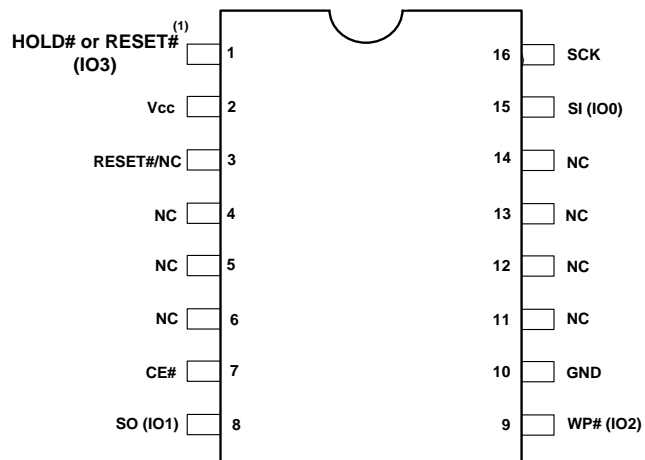 HOLD# or RESET# (1)
(IO3)
1
16
SCK
Vcc
2
15
SI (IO0)
RESET#/NC
3
14
NC
NC
4
13
NC
NC
5
12
NC
NC
6
11
NC
CE#
7
10
GND
SO (IO1)
8
9
WP# (IO2)